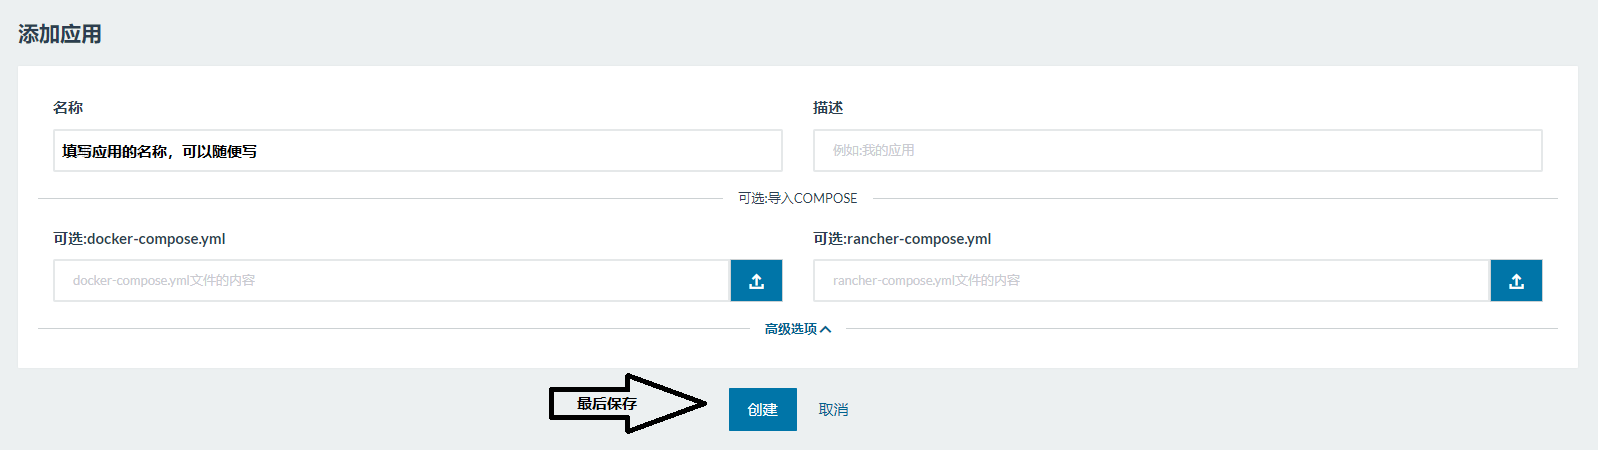 添加应用
名称
描述
填写应用的名称，可以随便写
例如:我的应用
可选:导入COMPOSE
可选:docker-compose.yml
可选:rancher-compose.yml
docker-compose.yml文件的内容
rancher-compose.yml文件的内容
高级选项
最后保存
创建
取消